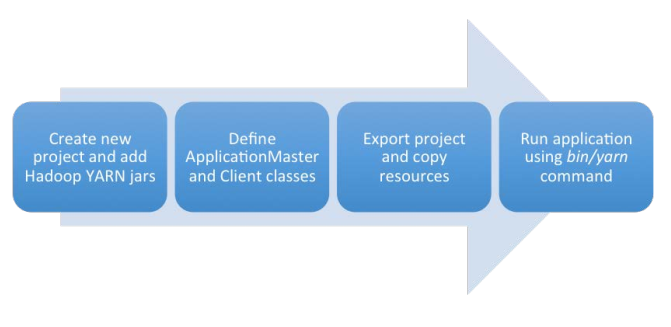 Create new
project and add
Hadoop YARN jars
Define
ApplicationMaster
and Client classes
Export project
and copy
resources
Run application
using bin/yarn
command